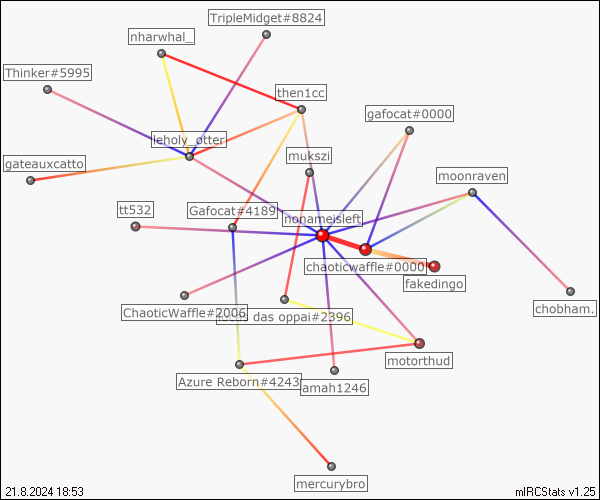 TripleMidget#8824
nharwhal_
Thinker#5995
then1cc
gafocat#0000
leholy_otter
mukszi
gateauxcatto
moonraven
tt532
Gafocat#4189
nonameisleft
chaoticwaffle#0000
fakedingo
ChaoticWaffle#2006
das oppai#2396
chobham.
motorthud
Azure Reborn#4243
amah1246
mercurybro
21.8.2024 18:53
mIRCStats v1.25